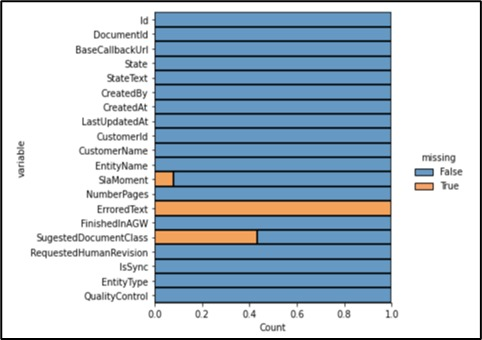 Id
DocumentId
BaseCallbackUrl
State
StateText
CreatedBy
CreatedAt
LastUpdatedAt
CustomerId
CustomerName
EntityName
SlaMoment
NumberPages
ErroredText
FinishedInAGW
SugestedDocumentClass
RequestedHumanRevision
IsSync
EntityType
QualityControl
variable
0.0 0.2 0.4 0.6 0.8 1.0
Count
missing
False
True